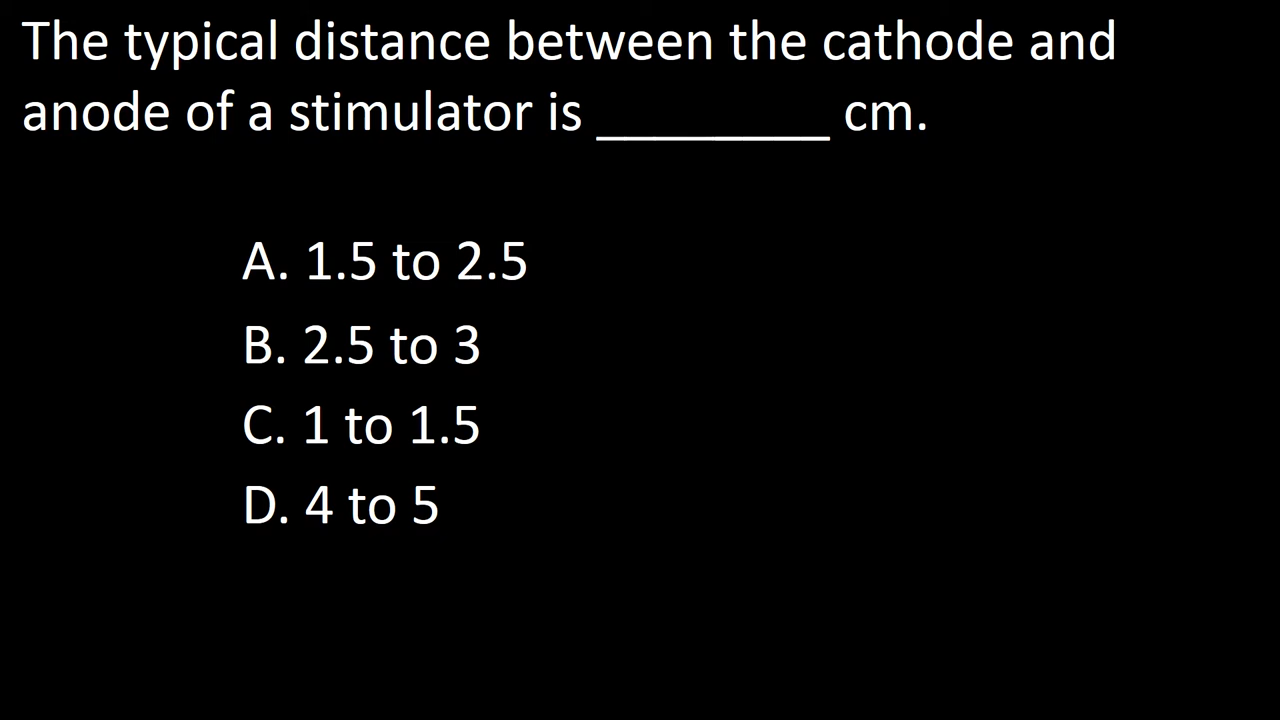 The typical distance between the cathode and
anode of a stimulator is ________ cm.
A. 1.5 to 2.5
B. 2.5 to 3
C. 1 to 1.5
D. 4 to 5